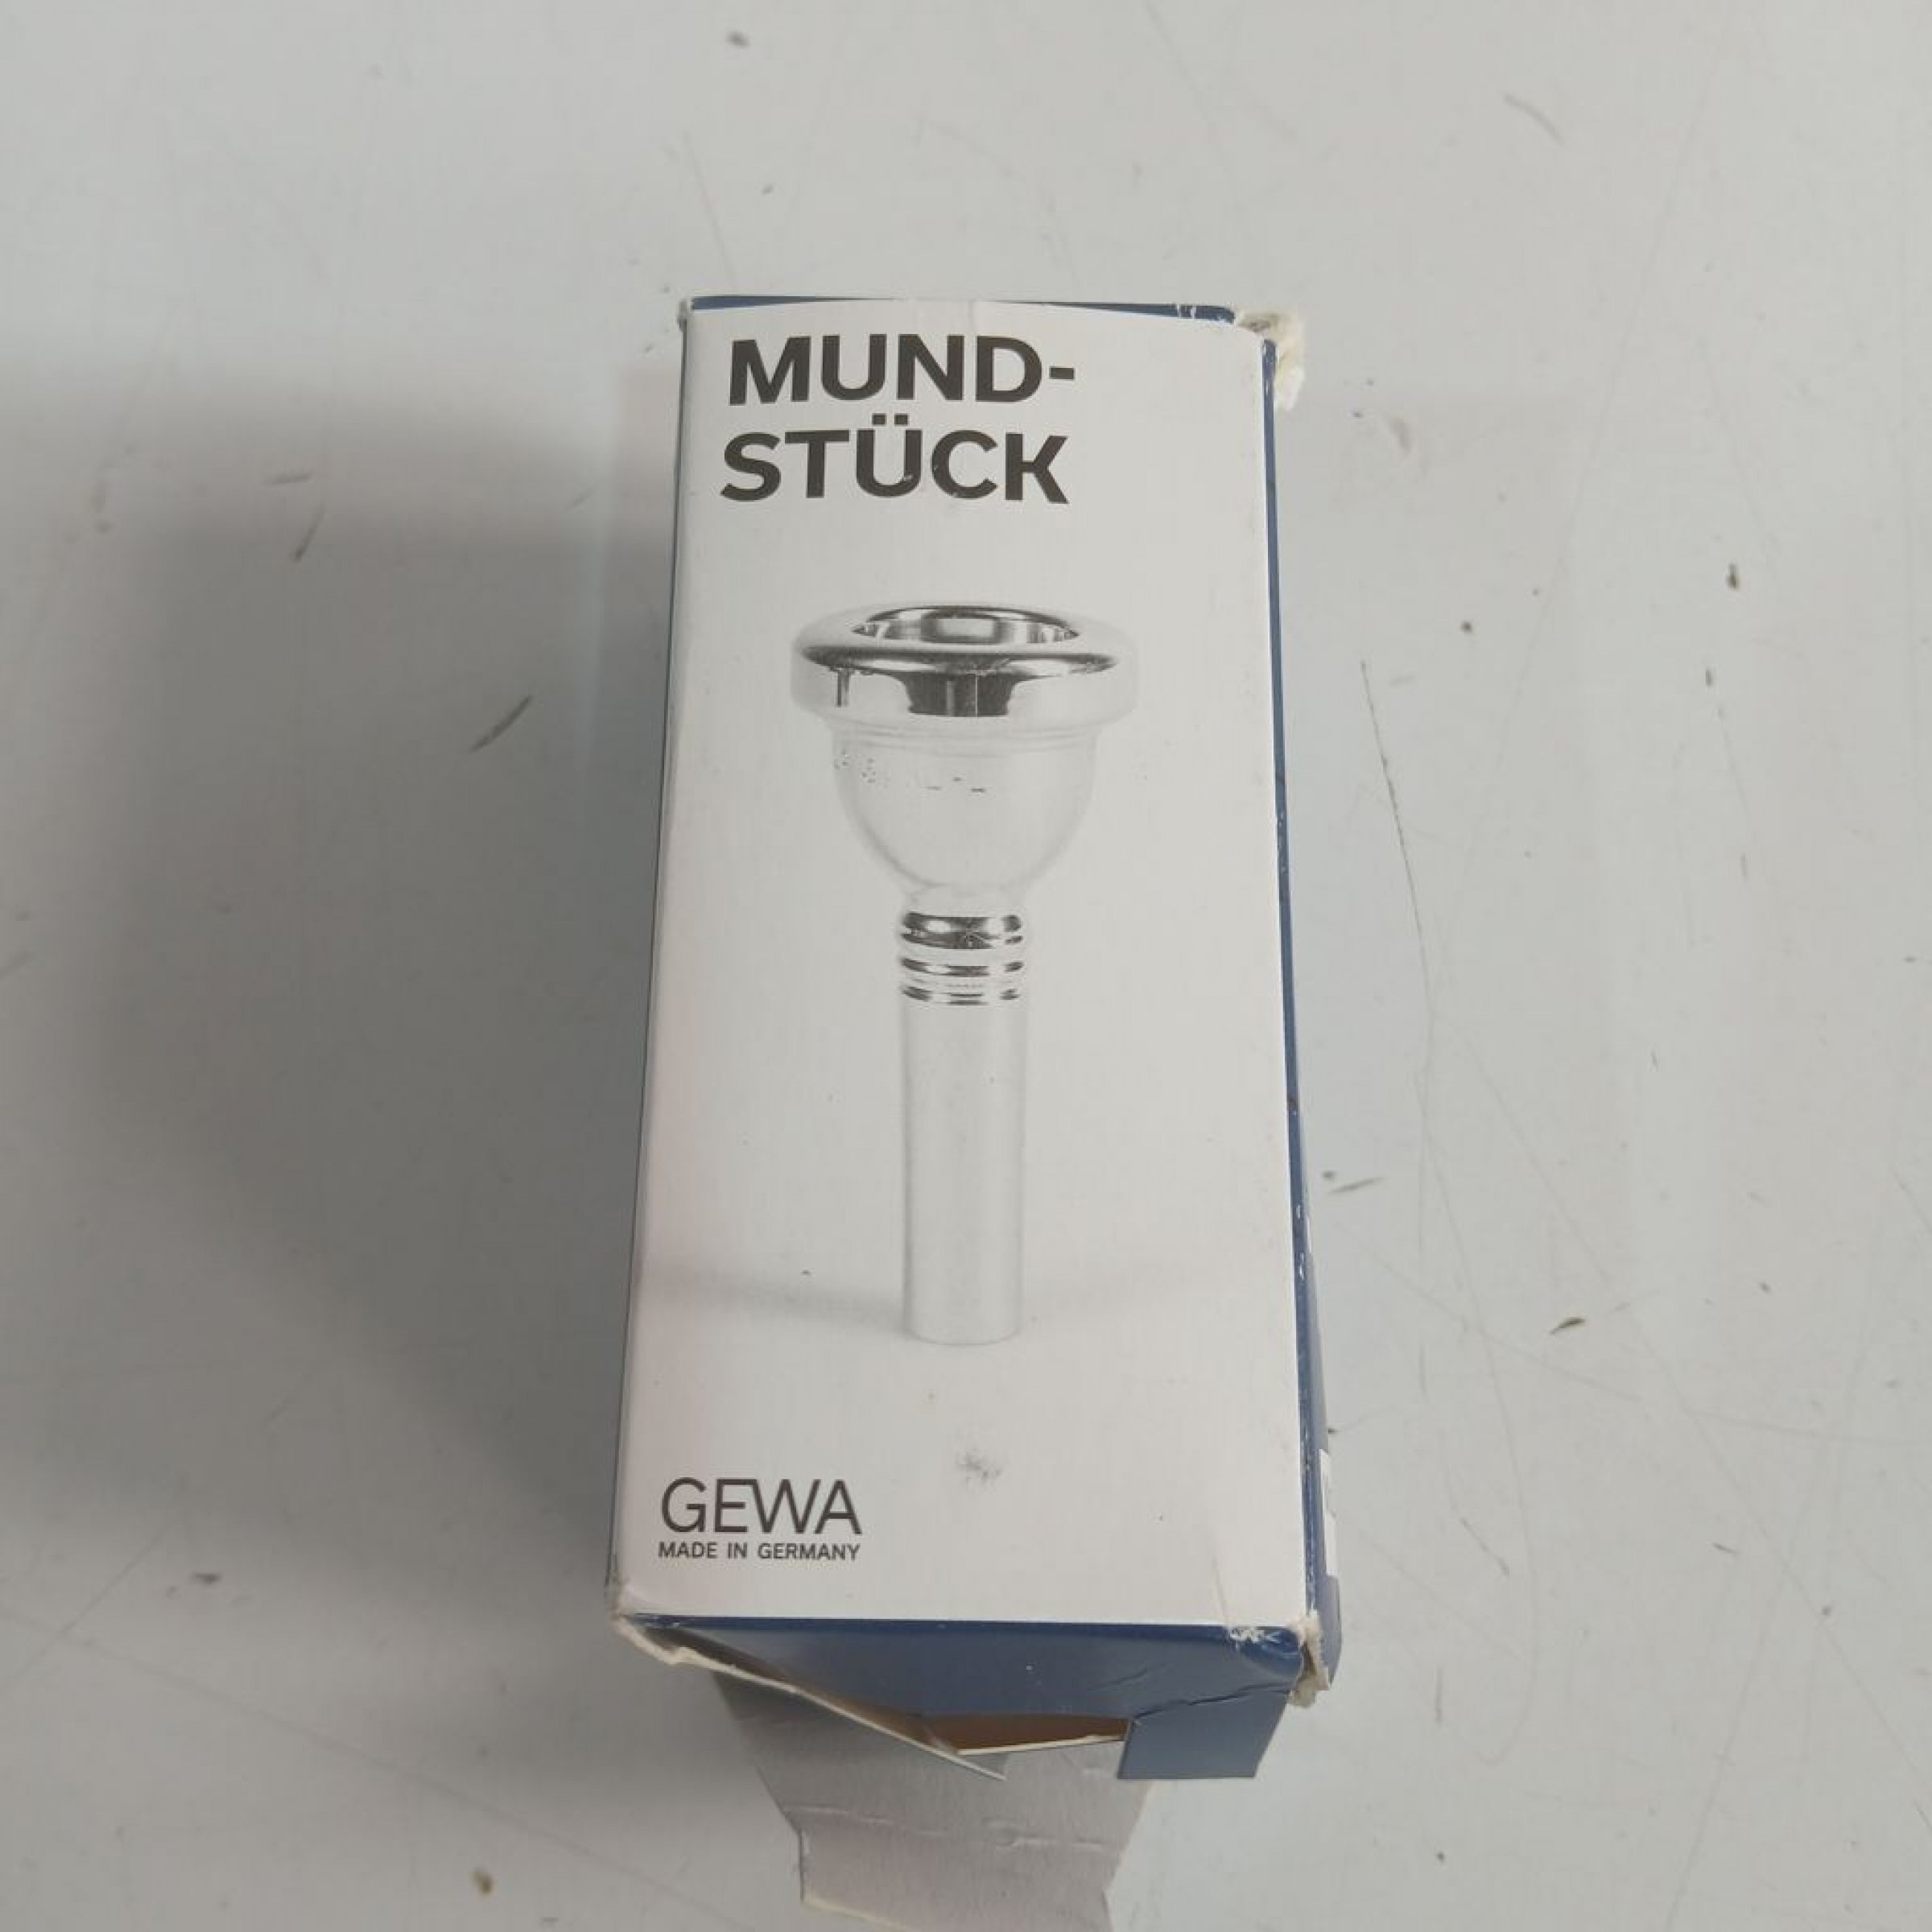 MUND-
STÜCK
GEWA
MADE IN GERMANY